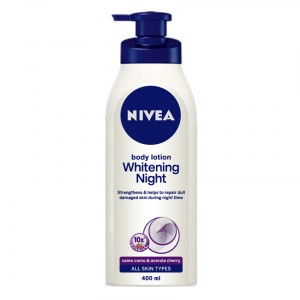 NIVEA
body lotion
Whitening
Night
Strengthens & helps to repair dull
damaged skin during night time
10x
camu camu & acerola cherry
ALL SKIN TYPES
400 ml